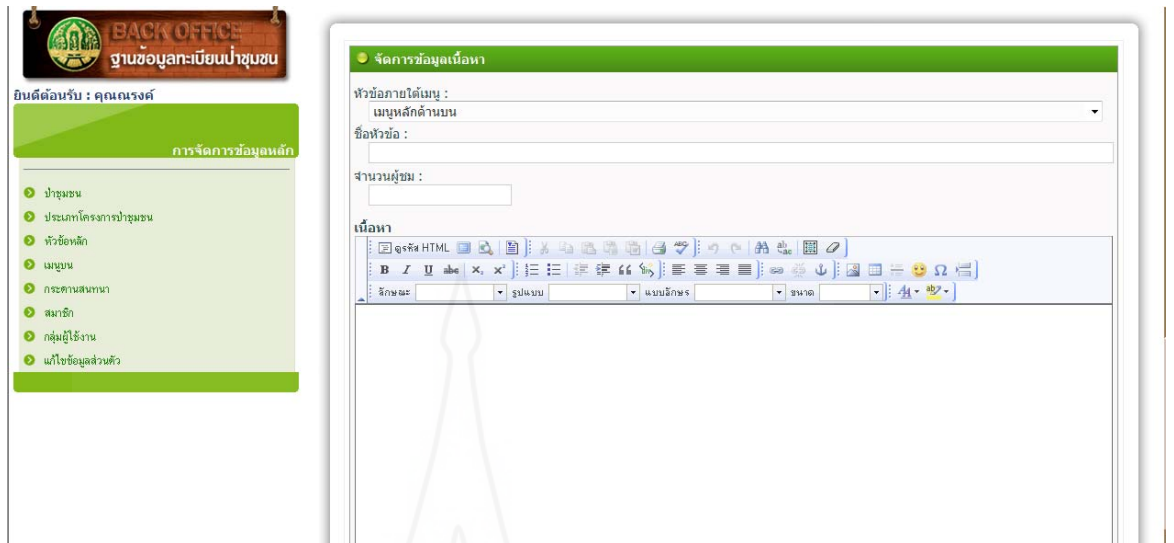 BACK OFFICE
ฐานข้อมูลทะเบียนป่าชุมชน
ยินดีต้อนรับ : คุณณรงค์
การจัดการข้อมูลหลัก
ป่าชุมชน
ประเภทโครงการป่าชุมชน
หัวข้อหลัก
เมนูบน
กระดานสนทนา
สมาชิก
กลุ่มผู้ใช้งาน
แก้ไขข้อมูลส่วนตัว
จัดการข้อมูลเนื้อหา
หัวข้อภายใต้เมนู :
เมนูหลักด้านบน
ชื่อหัวข้อ :
จำนวนผู้ชม :
เนื้อหา
ดูรหัส HTML
B I U abc X₂ X²
ลักษณะ รูปแบบ แบบอักษร ขนาด